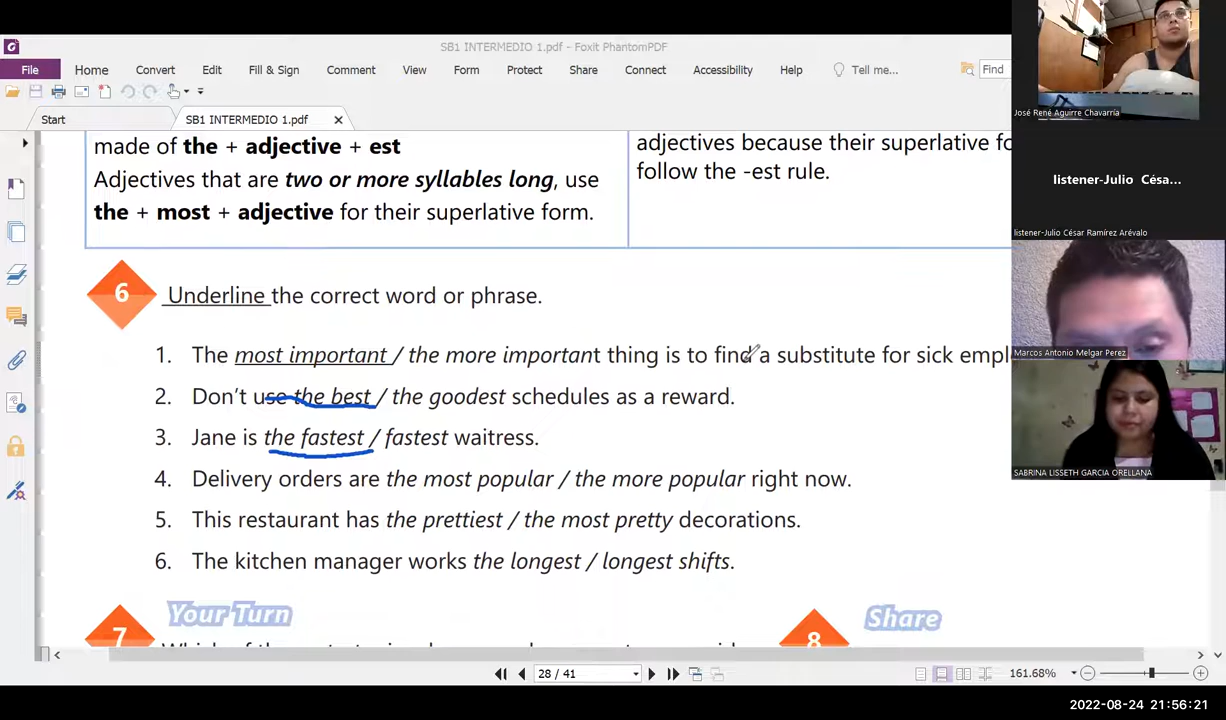 SB1 INTERMEDIO 1.pdf - Foxit PhantomPDF
File Home Convert Edit Fill & Sign Comment View Form Protect Share Connect Accessibility Help Tell me... Find
Start SB1 INTERMEDIO 1.pdf
made of the + adjective + est
Adjectives that are two or more syllables long, use
the + most + adjective for their superlative form.
adjectives because their superlative fo
follow the -est rule.
6 Underline the correct word or phrase.
1. The most important / the more important thing is to find a substitute for sick empl
2. Don't use the best / the goodest schedules as a reward.
3. Jane is the fastest / fastest waitress.
4. Delivery orders are the most popular / the more popular right now.
5. This restaurant has the prettiest / the most pretty decorations.
6. The kitchen manager works the longest / longest shifts.
7 Your Turn
8 Share
28 / 41
161.68%
José René Aguirre Chavarría
listener-Julio Césa...
listener-Julio César Ramírez Arévalo
Marcos Antonio Melgar Perez
SABRINA LISSETH GARCIA ORELLANA
2022-08-24 21:56:21